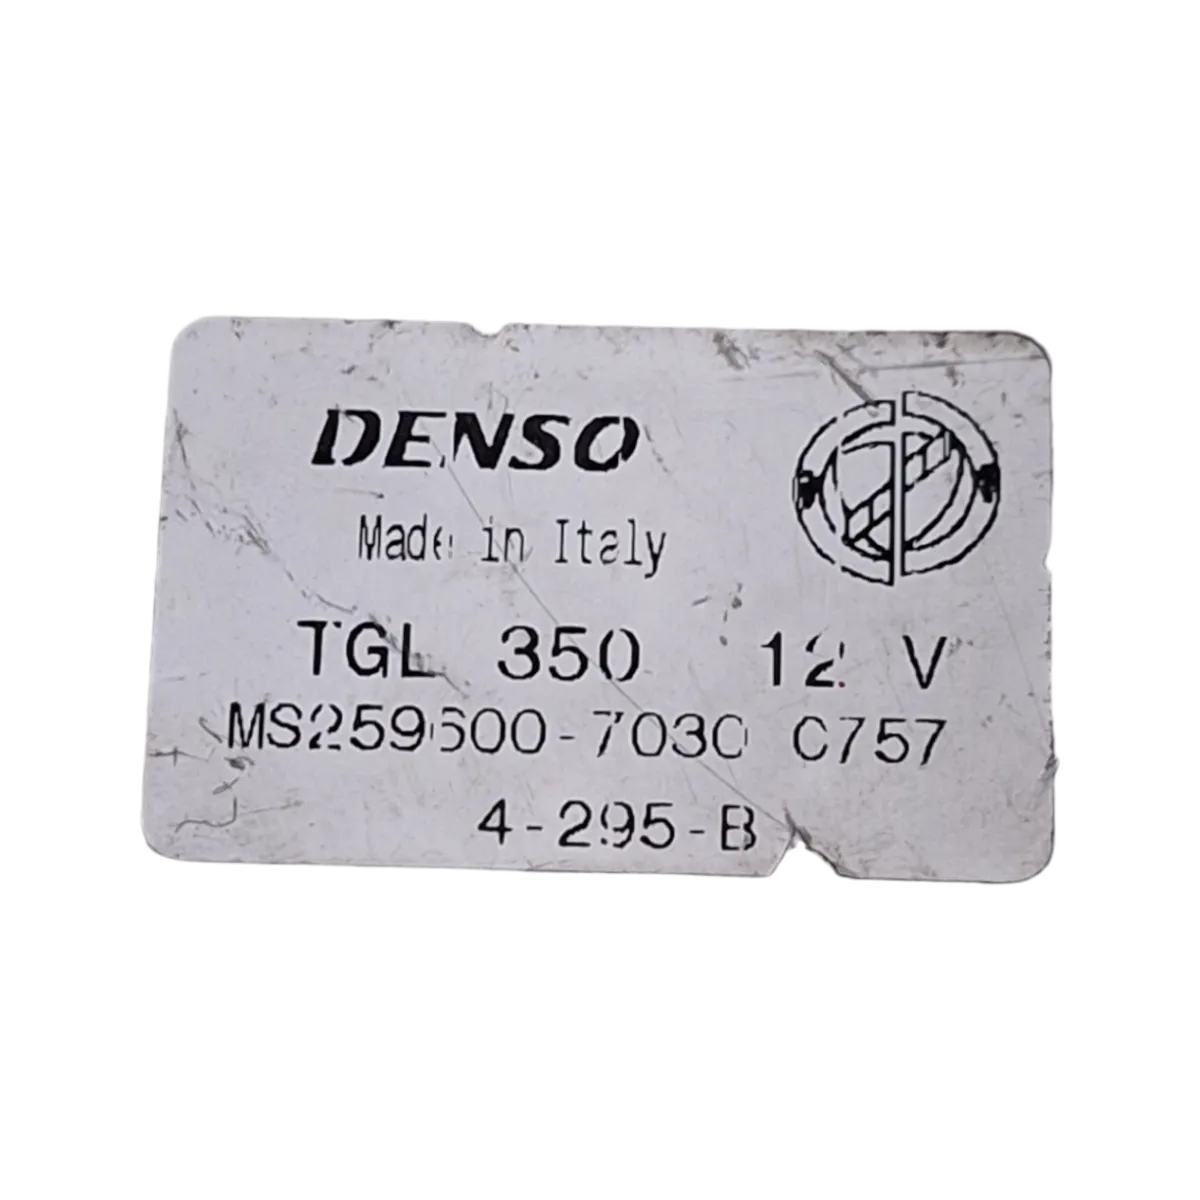 DENSO
Made in Italy
TGL 350 12 V
MS259600-7030 C757
4-295-B